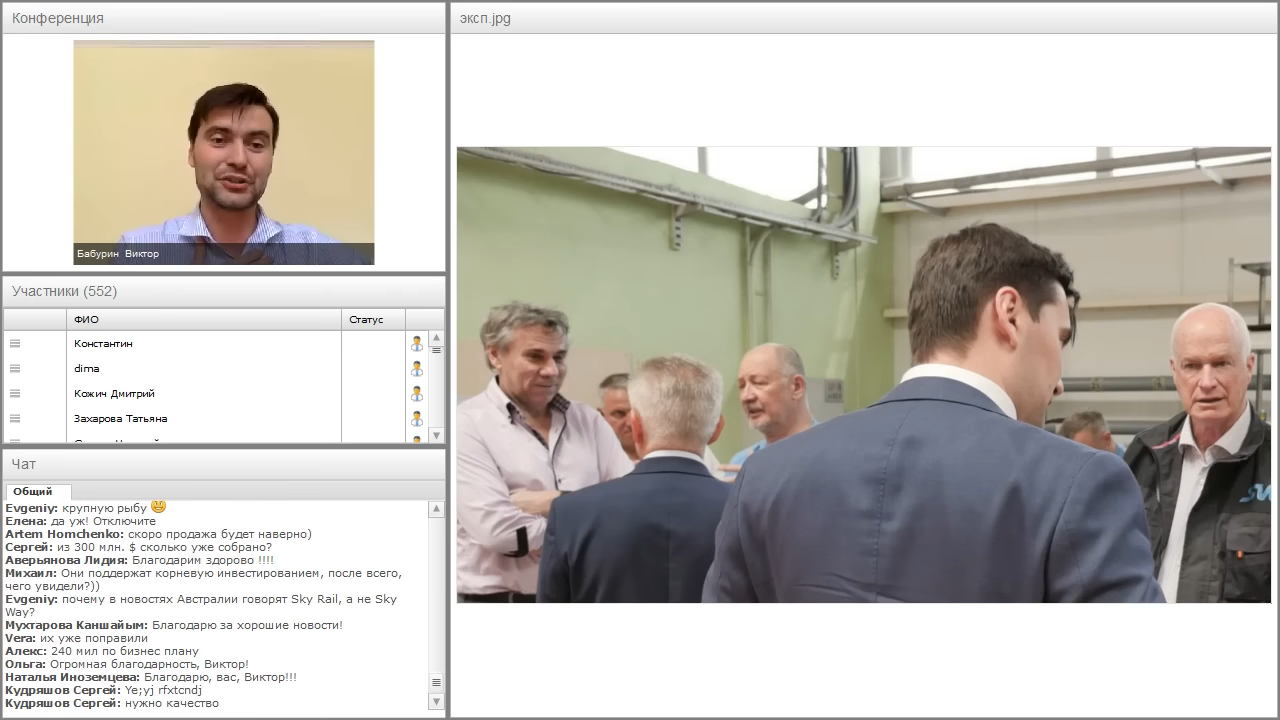 Конференция
Бабурин Виктор
Участники (552)
ФИО Статус
Константин
dima
Кожич Дмитрий
Захарова Татьяна
Чат
Общий
Evgeniy: крупную рыбу
Елена: да уж! Отключите
Artem Homchenko: скоро продажа будет наверно)
Сергей: из 300 млн. $ сколько уже собрано?
Аверьянова Лидия: Благодарим здорово !!!!
Михаил: Они поддержат корневую инвестированием, после всего,
чего увидели?))
Evgeniy: почему в новостях Австралии говорят Sky Rail, а не Sky
Way?
Мухтарова Каншайым: Благодарю за хорошие новости!
Vera: их уже поправили
Алекс: 240 мил по бизнес плану
Ольга: Огромная благодарность, Виктор!
Наталья Иноземцева: Благодарю, вас, Виктор!!!
Кудряшов Сергей: Ye;yj rfxtcndj
Кудряшов Сергей: нужно качество
эксп.jpg